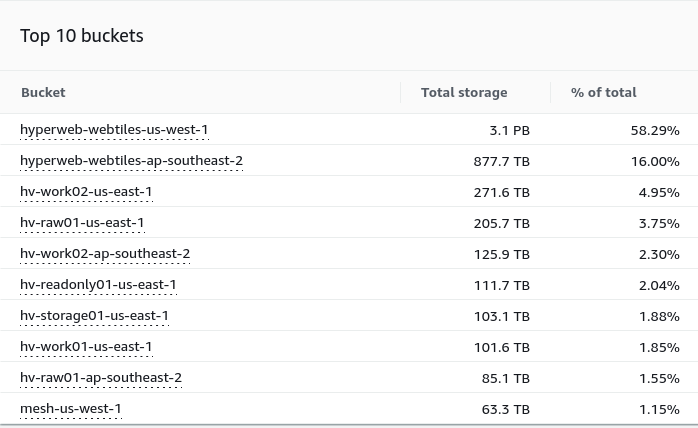 Top 10 buckets
Bucket Total storage % of total
hyperweb-webtiles-us-west-1 3.1 PB 58.29%
hyperweb-webtiles-ap-southeast-2 877.7 TB 16.00%
hv-work02-us-east-1 271.6 TB 4.95%
hv-raw01-us-east-1 205.7 TB 3.75%
hv-work02-ap-southeast-2 125.9 TB 2.30%
hv-readonly01-us-east-1 111.7 TB 2.04%
hv-storage01-us-east-1 103.1 TB 1.88%
hv-work01-us-east-1 101.6 TB 1.85%
hv-raw01-ap-southeast-2 85.1 TB 1.55%
mesh-us-west-1 63.3 TB 1.15%